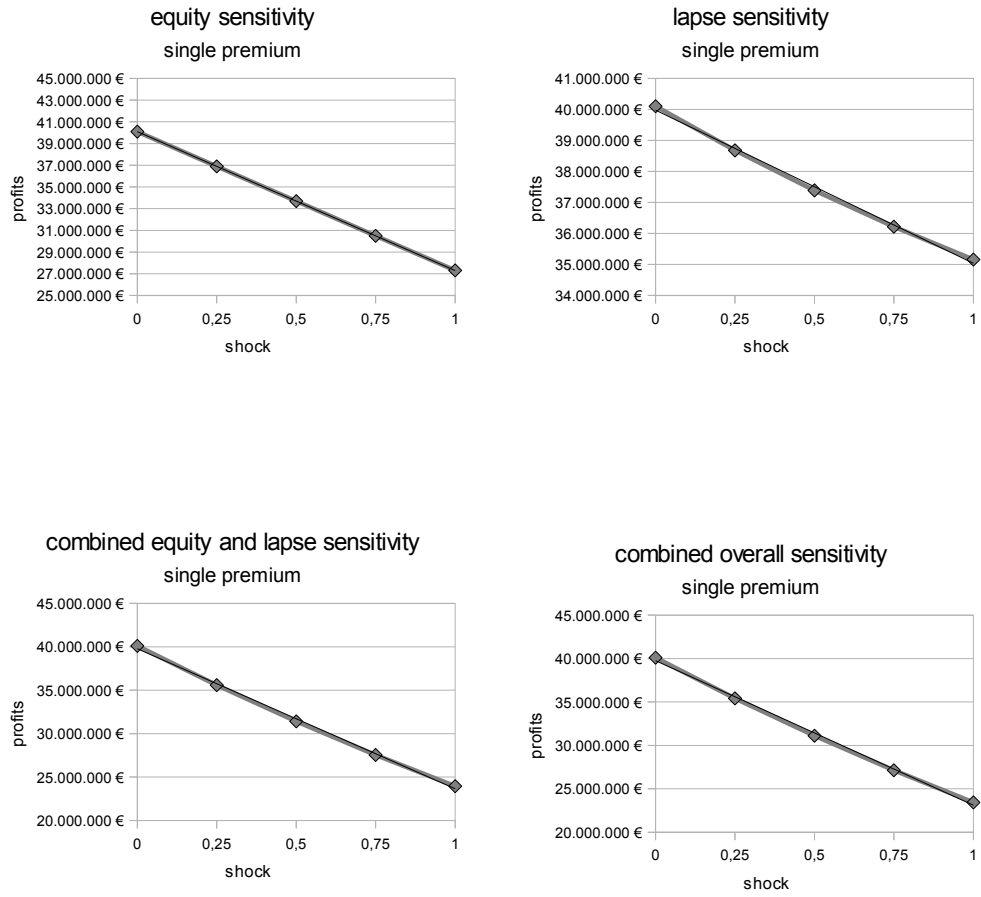 equity sensitivity
single premium
45.000.000 €
43.000.000 €
41.000.000 €
39.000.000 €
37.000.000 €
35.000.000 €
33.000.000 €
31.000.000 €
29.000.000 €
27.000.000 €
25.000.000 €
profits
0 0,25 0,5 0,75 1
shock
lapse sensitivity
single premium
41.000.000 €
40.000.000 €
39.000.000 €
38.000.000 €
37.000.000 €
36.000.000 €
35.000.000 €
34.000.000 €
profits
0 0,25 0,5 0,75 1
shock
combined equity and lapse sensitivity
single premium
45.000.000 €
40.000.000 €
35.000.000 €
30.000.000 €
25.000.000 €
20.000.000 €
profits
0 0,25 0,5 0,75 1
shock
combined overall sensitivity
single premium
45.000.000 €
40.000.000 €
35.000.000 €
30.000.000 €
25.000.000 €
20.000.000 €
profits
0 0,25 0,5 0,75 1
shock